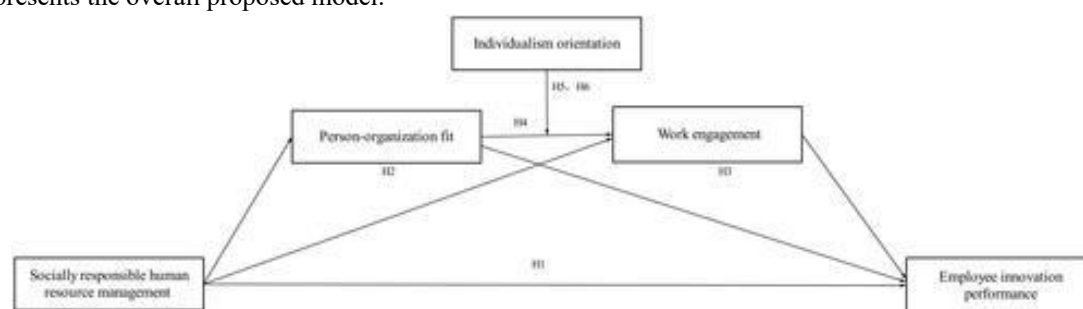 presents the overall proposed model.
Individualism orientation
H5、H6
H4
Person-organization fit
Work engagement
H2
H3
H1
Socially responsible human
resource management
Employee innovation
performance